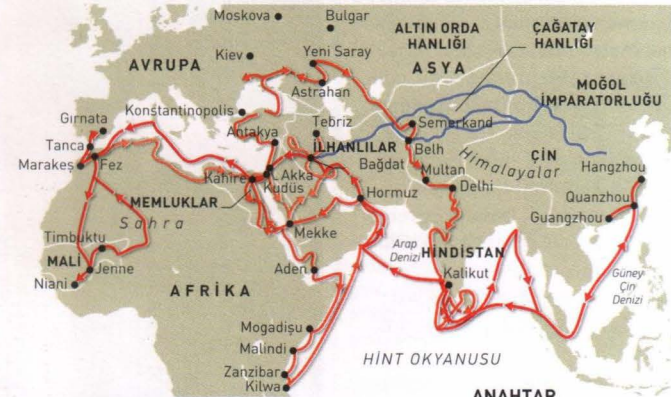 Moskova
Bulgar
ALTIN ORDA
HANLIĞI
ÇAĞATAY
HANLIĞI
Kiev
Yeni Saray
AVRUPA
ASYA
MOĞOL
İMPARATORLUĞU
Astrahan
Konstantinopolis
Gırnata
Tebriz
Semerkand
Antakya
Tanca
İLHANLILAR
Belh
Himalayalar
ÇİN
Marakeş
Fez
Akka
Bağdat
Hangzhou
Kahire
Kudüs
Multan
Delhi
Hormuz
Quanzhou
MEMLUKLAR
Guangzhou
Sahra
Mekke
Timbuktu
Arap
Denizi
HİNDİSTAN
MALİ
Jenne
Aden
Kalikut
Güney
Çin
Denizi
Niani
AFRİKA
Mogadişu
Malindi
HİNT OKYANUSU
Zanzibar
Kilwa
ANAHTAR